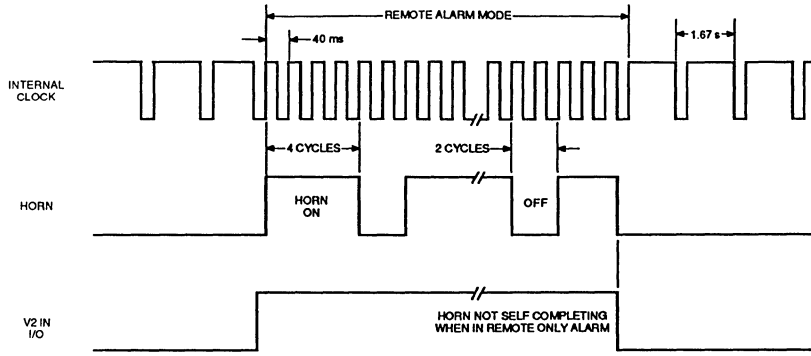 REMOTE ALARM MODE
40 ms
1.67 s
INTERNAL
CLOCK
4 CYCLES
2 CYCLES
HORN
HORN
ON
OFF
V2 IN
I/O
HORN NOT SELF COMPLETING
WHEN IN REMOTE ONLY ALARM